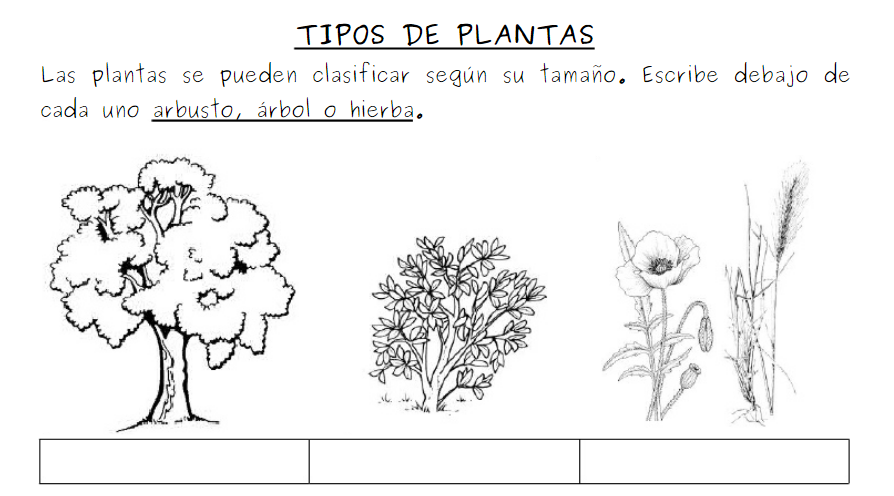 TIPOS DE PLANTAS
Las plantas se pueden clasificar según su tamaño. Escribe debajo de
cada uno arbusto, árbol o hierba.